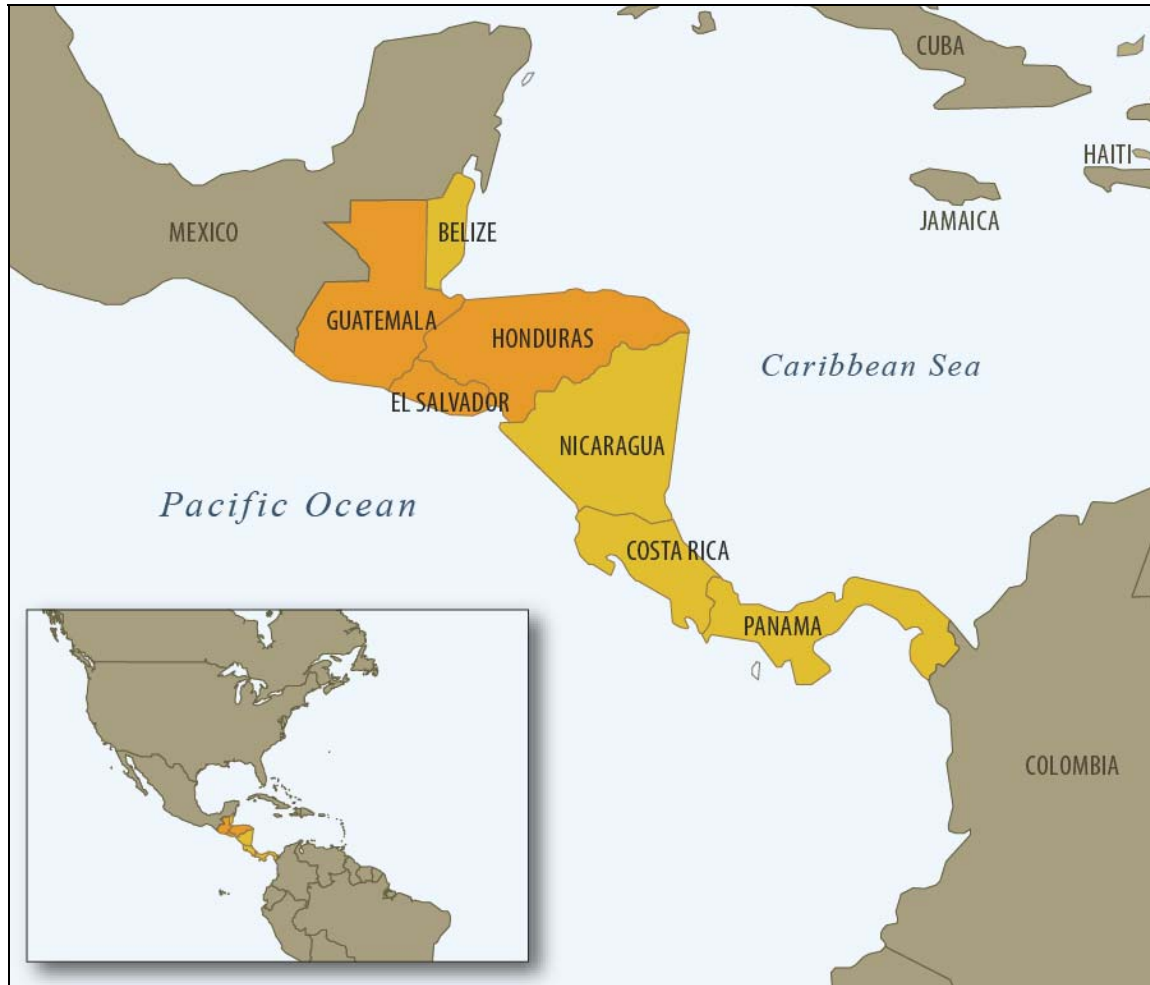 CUBA
HAITI
JAMAICA
MEXICO
BELIZE
GUATEMALA
HONDURAS
Caribbean Sea
EL SALVADOR
NICARAGUA
Pacific Ocean
COSTA RICA
PANAMA
COLOMBIA